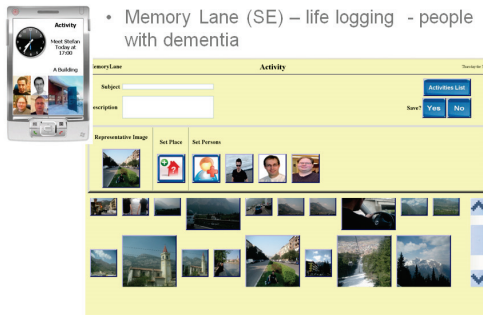 • Memory Lane (SE) – life logging - people
with dementia
Activity
Meet Stefan
Today at
17:00
A Building
emoryLane
Activity
Subject
Activities List
escription
Save?
Yes
No
Representative Image
Set Place
Set Persons